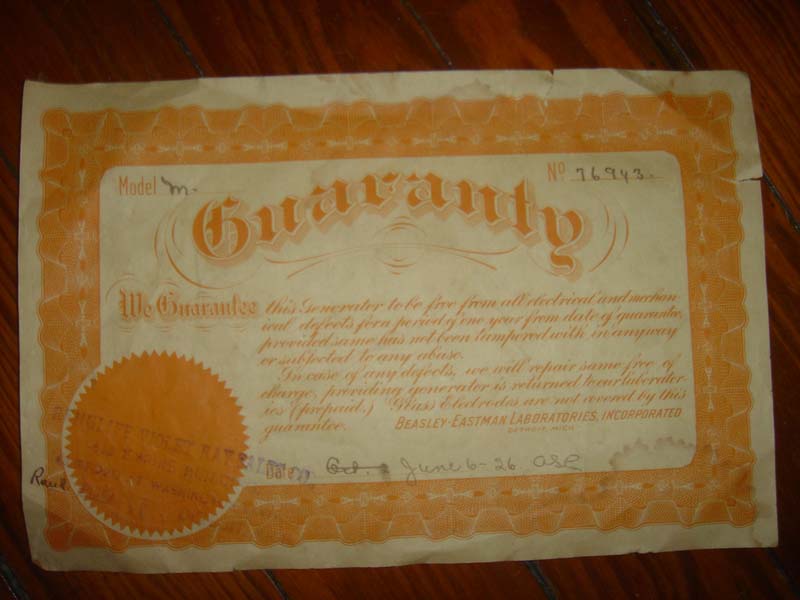 Model M.
Nº 76943.
Guaranty
We Guarantee this Generator to be free from all electrical and mechan-
ical defects for a period of one year from date of guarantee,
provided same has not been tampered with in anyway
or subjected to any abuse.
In case of any defects, we will repair same free of
charge, providing generator is returned to our laborator-
ies (prepaid.) Glass Electrodes are not covered by this
guarantee.
BEASLEY-EASTMAN LABORATORIES, INCORPORATED
DETROIT, MICH.
VIOLET RAY
EMPIRE
WASHINGTON
Date Oct. June 6-26